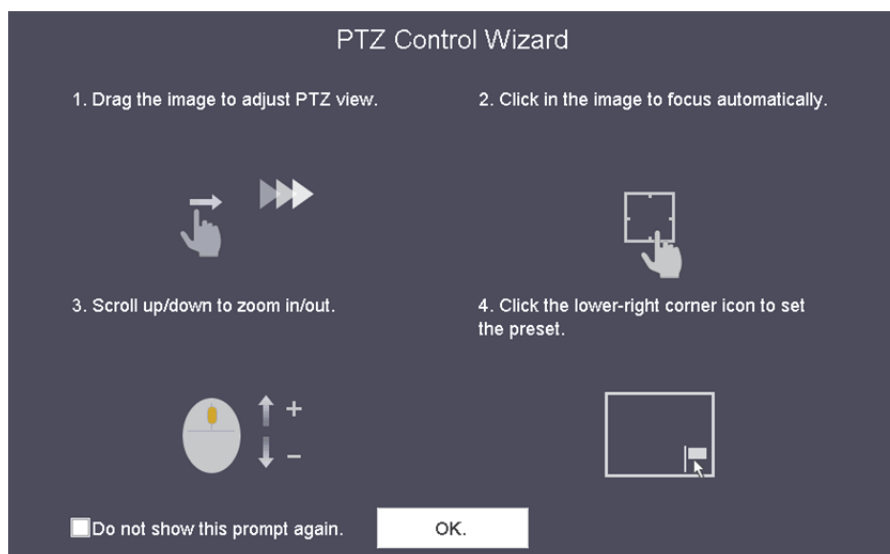 PTZ Control Wizard
1. Drag the image to adjust PTZ view.
2. Click in the image to focus automatically.
3. Scroll up/down to zoom in/out.
4. Click the lower-right corner icon to set
the preset.
Do not show this prompt again.
OK.